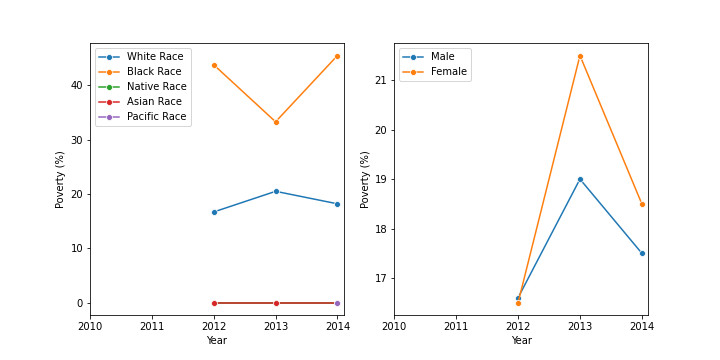 White Race
Black Race
Native Race
Asian Race
Pacific Race
Poverty (%)
40
30
20
10
0
2010 2011 2012 2013 2014
Year
Male
Female
Poverty (%)
21
20
19
18
17
2010 2011 2012 2013 2014
Year